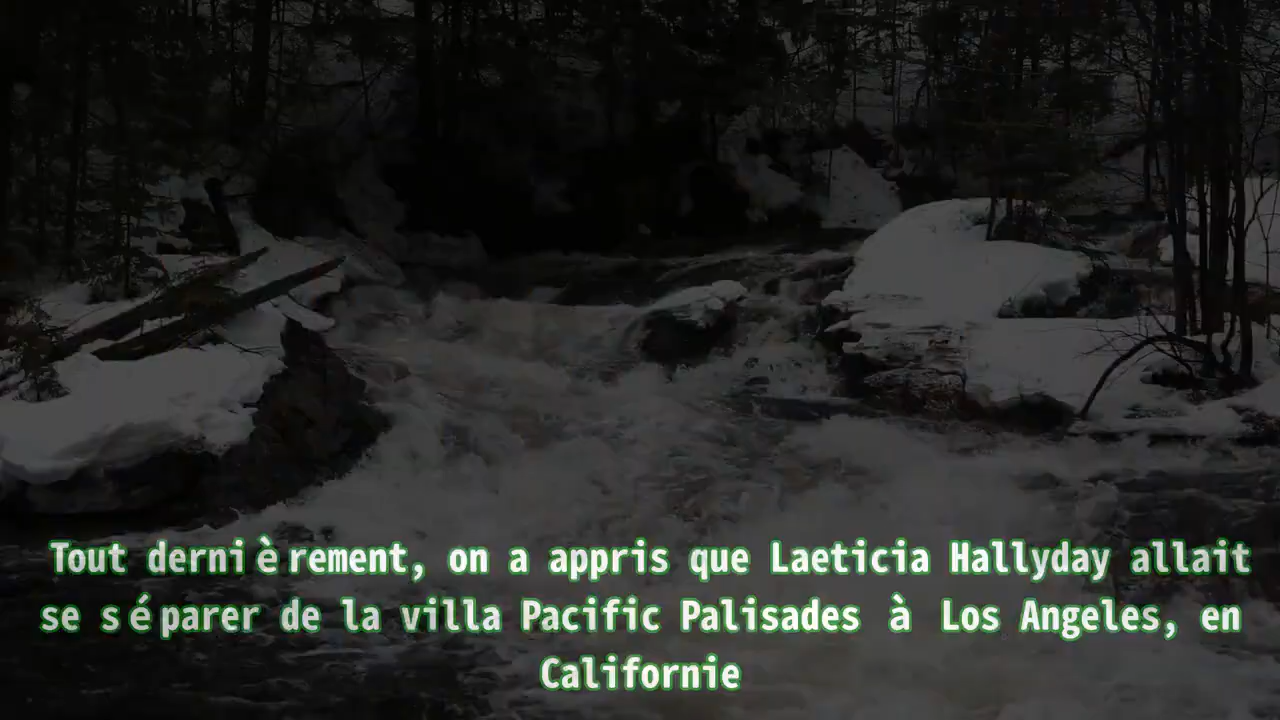 Tout dernièrement, on a appris que Laeticia Hallyday allait
se séparer de la villa Pacific Palisades à Los Angeles, en
Californie